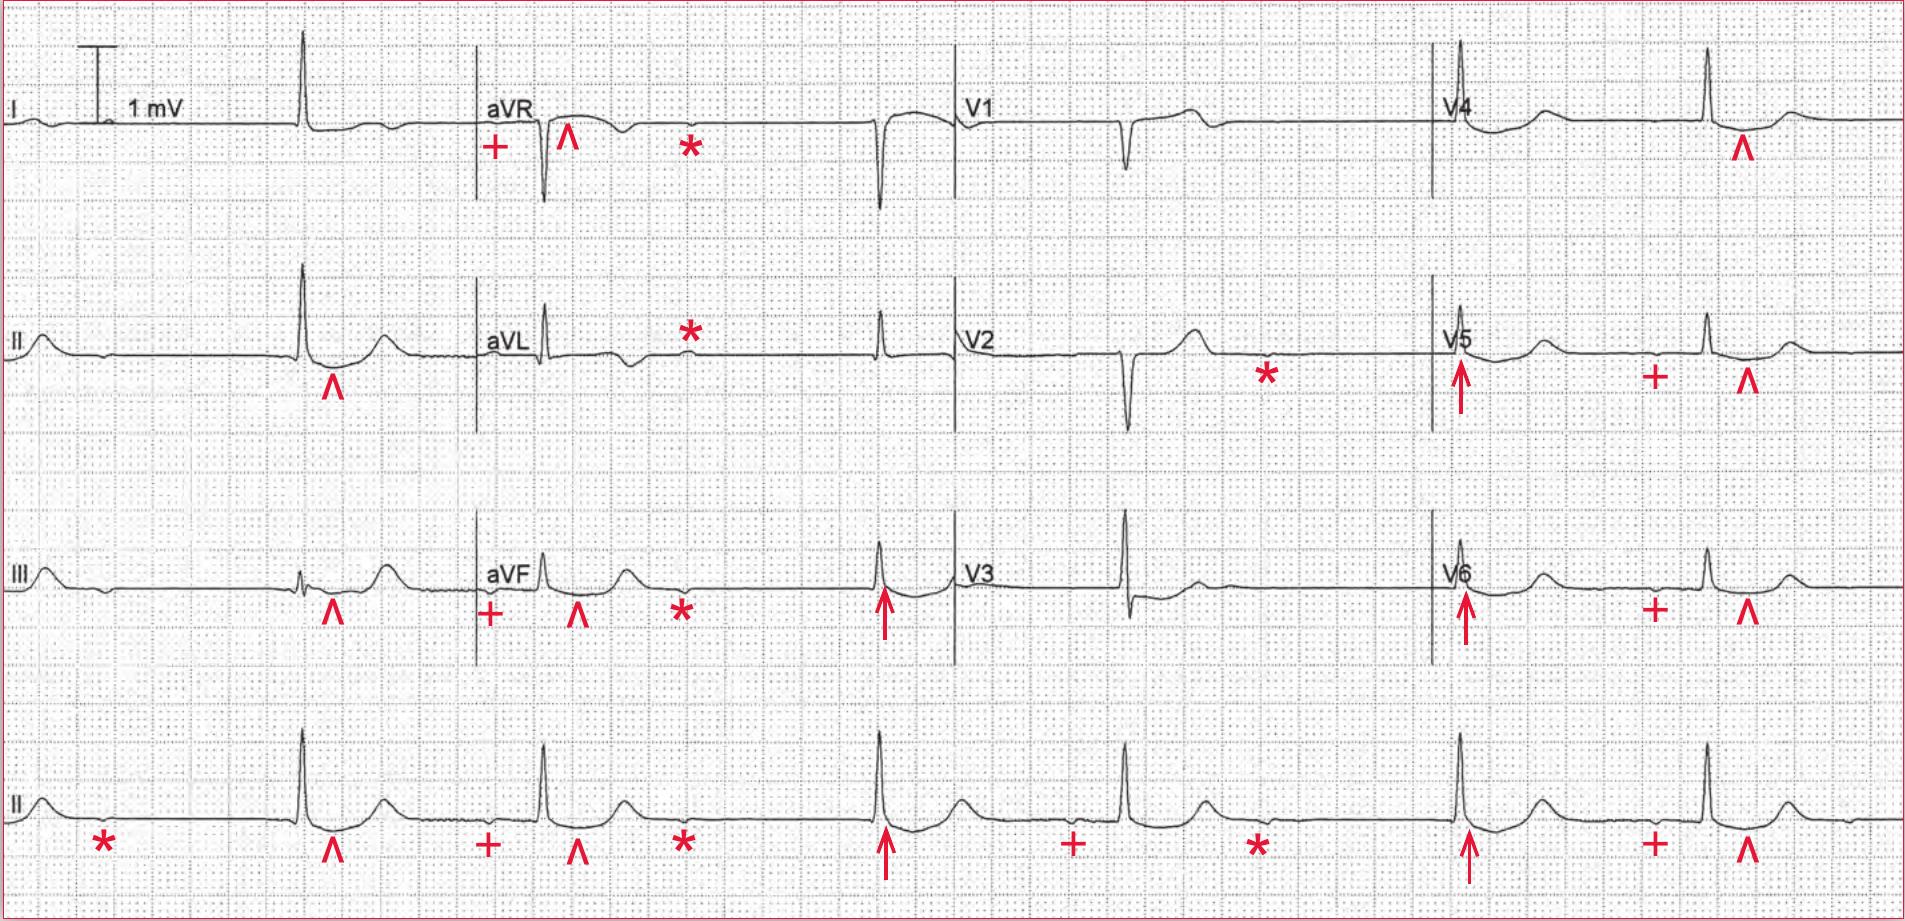 I 1 mV aVR V1 V4
+ ^ * ^
II aVL V2 V5
^ * * + ^
III aVF V3 V6
^ + ^ * + ^
II
* ^ + ^ * + * + ^